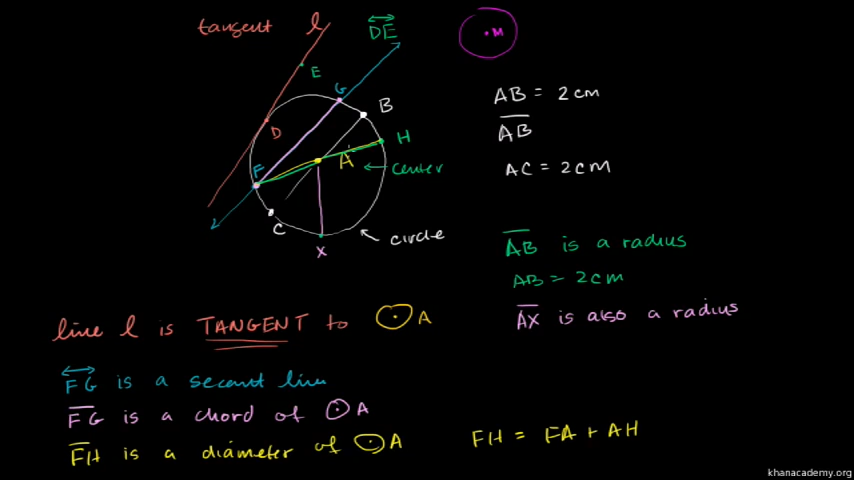 tangent l
DE
M
E
G
B
AB = 2cm
D
H
AB
A
F
center
AC = 2cm
C
circle
X
AB is a radius
AB = 2cm
AX is also a radius
line l is TANGENT to ⊙A
FG is a secant line
FG is a chord of ⊙A
FH is a diameter of ⊙A
FH = FA + AH
khanacademy.org